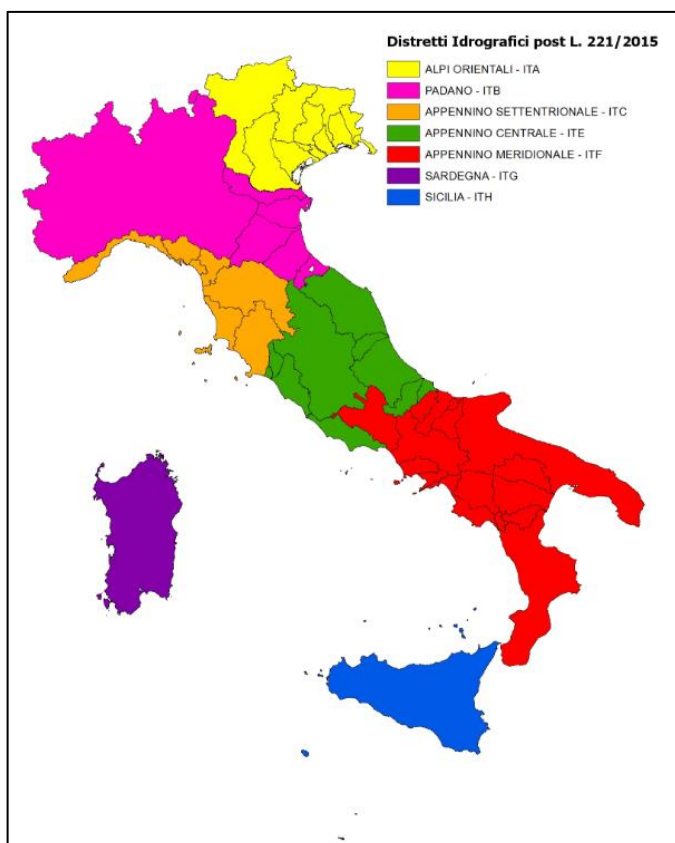 Distretti Idrografici post L. 221/2015
ALPI ORIENTALI - ITA
PADANO - ITB
APPENNINO SETTENTRIONALE - ITC
APPENNINO CENTRALE - ITE
APPENNINO MERIDIONALE - ITF
SARDEGNA - ITG
SICILIA - ITH